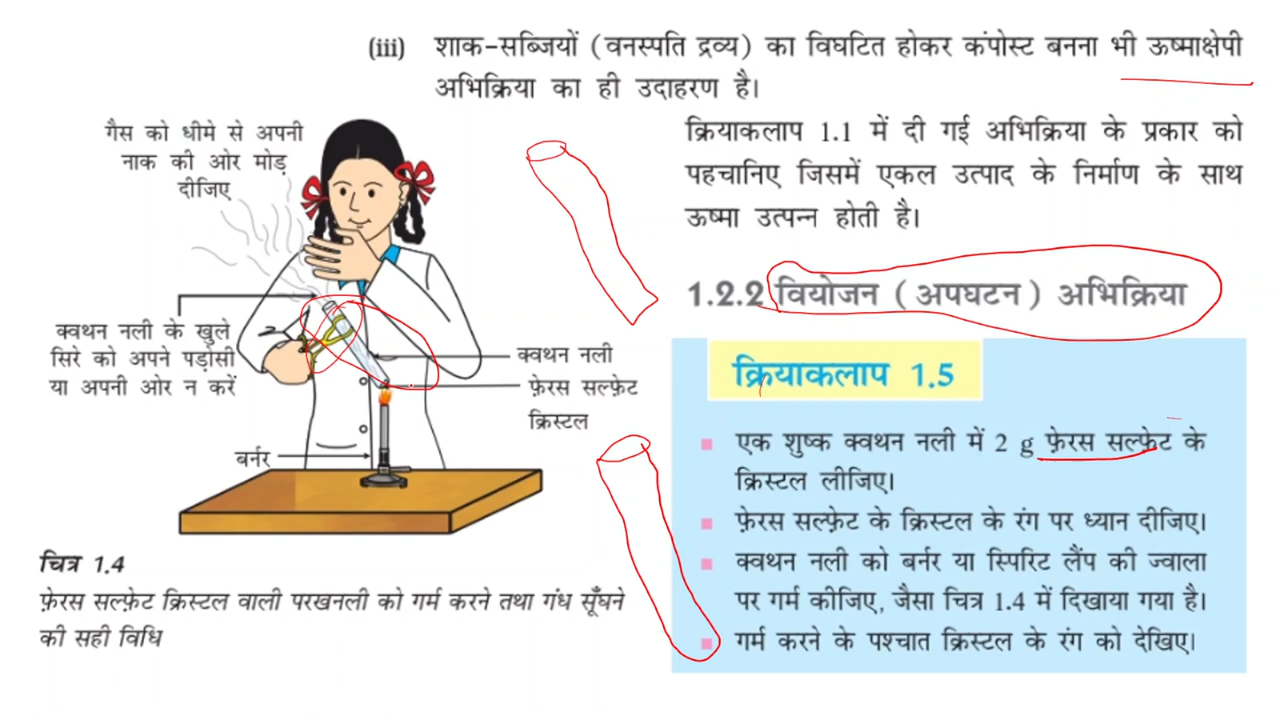 (iii) शाक-सब्जियों (वनस्पति द्रव्य) का विघटित होकर कंपोस्ट बनना भी ऊष्माक्षेपी
अभिक्रिया का ही उदाहरण है।
गैस को धीमे से अपनी
नाक की ओर मोड़
दीजिए
क्वथन नली के खुले
सिरे को अपने पड़ोसी
या अपनी ओर न करें
क्वथन नली
फ़ेरस सल्फ़ेट
क्रिस्टल
बर्नर
चित्र 1.4
फ़ेरस सल्फ़ेट क्रिस्टल वाली परखनली को गर्म करने तथा गंध सूँघने
की सही विधि
क्रियाकलाप 1.1 में दी गई अभिक्रिया के प्रकार को
पहचानिए जिसमें एकल उत्पाद के निर्माण के साथ
ऊष्मा उत्पन्न होती है।
1.2.2 वियोजन (अपघटन) अभिक्रिया
क्रियाकलाप 1.5
एक शुष्क क्वथन नली में 2 g फ़ेरस सल्फ़ेट के
क्रिस्टल लीजिए।
फ़ेरस सल्फ़ेट के क्रिस्टल के रंग पर ध्यान दीजिए।
क्वथन नली को बर्नर या स्पिरिट लैंप की ज्वाला
पर गर्म कीजिए, जैसा चित्र 1.4 में दिखाया गया है।
गर्म करने के पश्चात क्रिस्टल के रंग को देखिए।